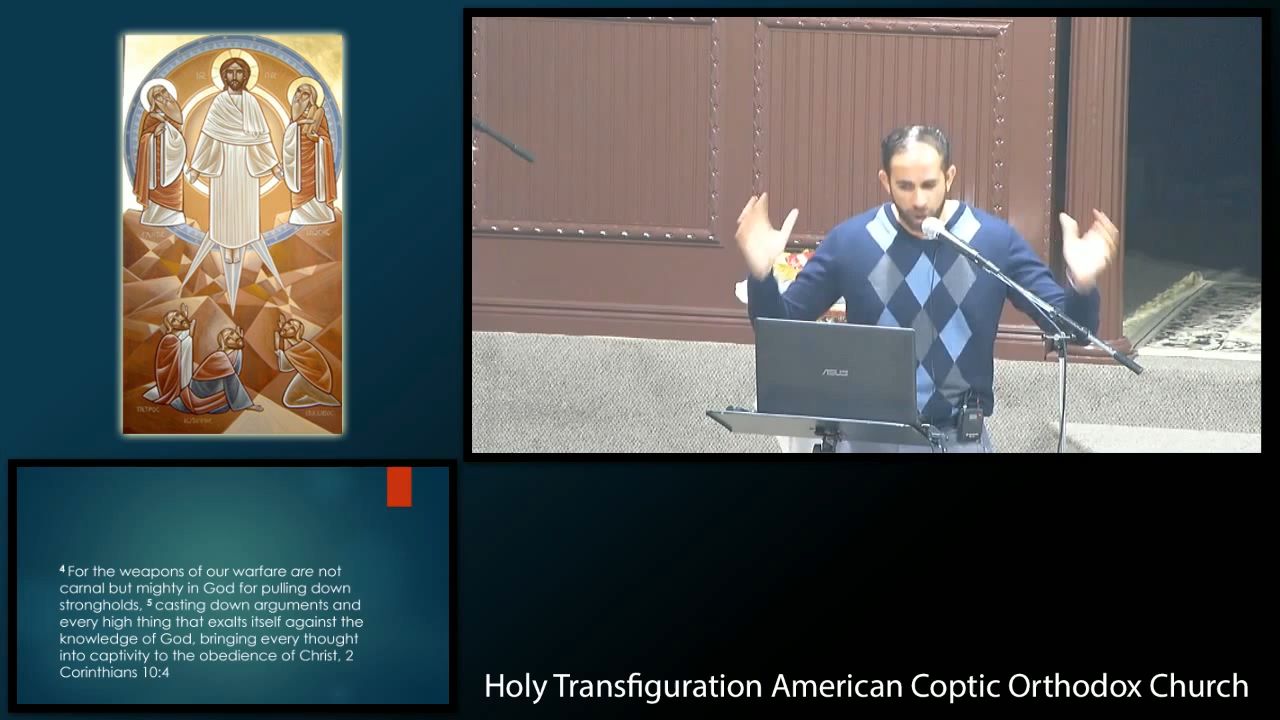 ΠΕΤΡΟC
ASUS
4 For the weapons of our warfare are not
carnal but mighty in God for pulling down
strongholds, 5 casting down arguments and
every high thing that exalts itself against the
knowledge of God, bringing every thought
into captivity to the obedience of Christ, 2
Corinthians 10:4
Holy Transfiguration American Coptic Orthodox Church